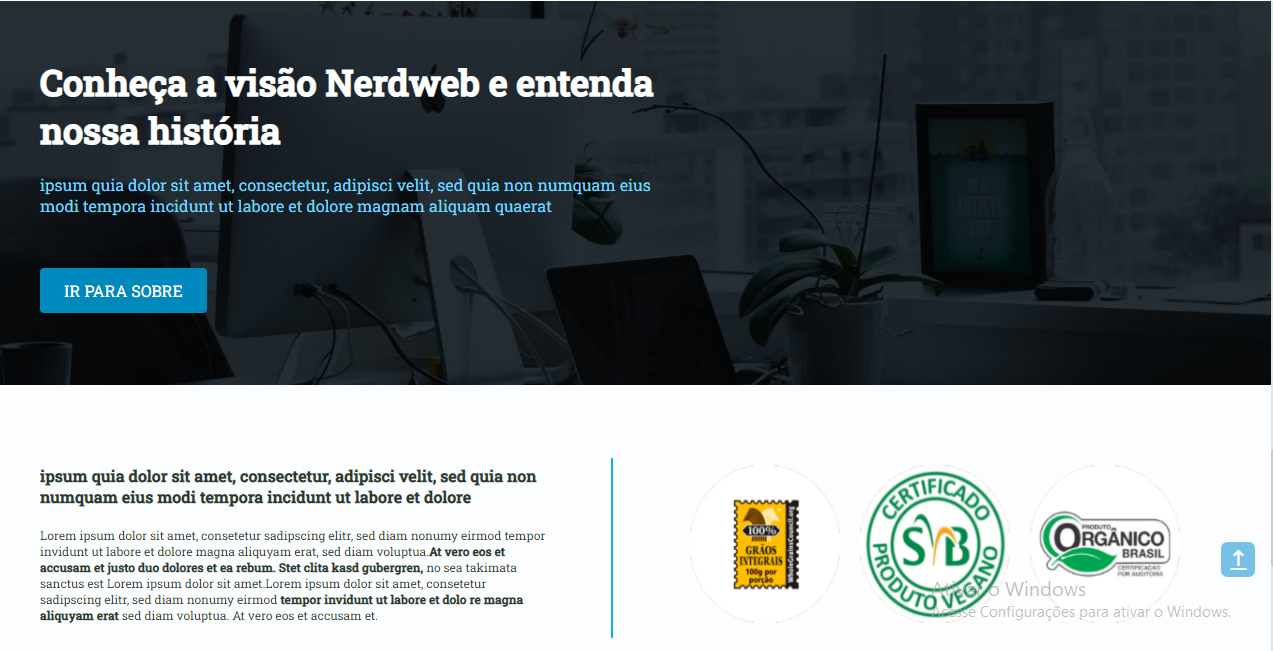 Conheça a visão Nerdweb e entenda
nossa história
ipsum quia dolor sit amet, consectetur, adipisci velit, sed quia non numquam eius
modi tempora incidunt ut labore et dolore magnam aliquam quaerat
IR PARA SOBRE
REAL
ARTISTS
SHIP
ipsum quia dolor sit amet, consectetur, adipisci velit, sed quia non
numquam eius modi tempora incidunt ut labore et dolore
Lorem ipsum dolor sit amet, consetetur sadipscing elitr, sed diam nonumy eirmod tempor
invidunt ut labore et dolore magna aliquyam erat, sed diam voluptua.At vero eos et
accusam et justo duo dolores et ea rebum. Stet clita kasd gubergren, no sea takimata
sanctus est Lorem ipsum dolor sit amet.Lorem ipsum dolor sit amet, consetetur
sadipscing elitr, sed diam nonumy eirmod tempor invidunt ut labore et dolo re magna
aliquyam erat sed diam voluptua. At vero eos et accusam et.
100%
GRÃOS
INTEGRAIS
100g por
porção
WholeGrainsCouncil.org
CERTIFICADO
SVB
PRODUTO VEGANO
PRODUTO
ORGÂNICO
BRASIL
CERTIFICAÇÃO
POR AUDITORIA
Ativar o Windows
Acesse Configurações para ativar o Windows.